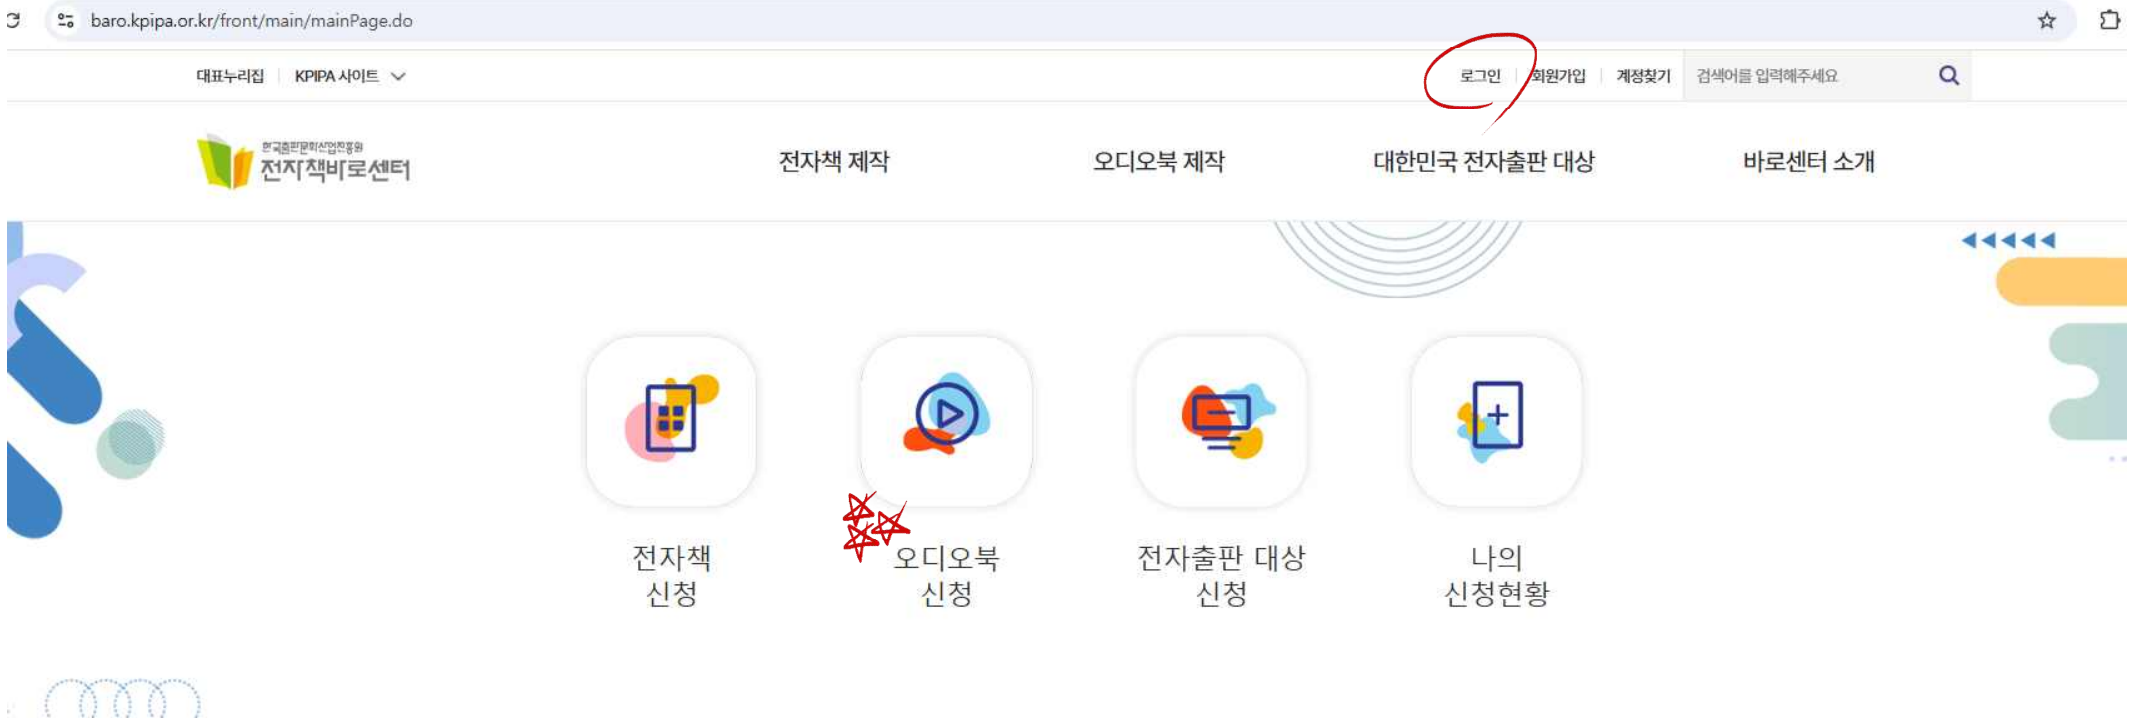 baro.kpipa.or.kr/front/main/mainPage.do
대표누리집 KPIPA 사이트
로그인 회원가입 계정찾기 검색어를 입력해주세요
한국출판문화산업진흥원
전자책바로센터
전자책 제작 오디오북 제작 대한민국 전자출판 대상 바로센터 소개
전자책
신청
오디오북
신청
전자출판 대상
신청
나의
신청현황